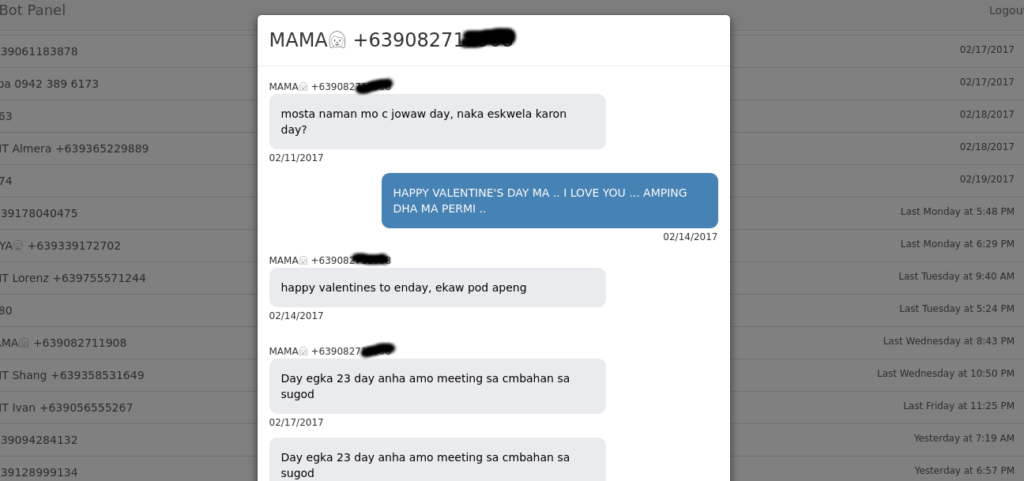 Bot Panel
Logout
MAMA +63908271
39061183878
02/17/2017
0942 389 6173
02/17/2017
63
02/18/2017
T Almera +639365229889
02/18/2017
74
02/19/2017
39178040475
Last Monday at 5:48 PM
YA +639339172702
Last Monday at 6:29 PM
T Lorenz +639755571244
Last Tuesday at 9:40 AM
80
Last Tuesday at 5:24 PM
MA +639082711908
Last Wednesday at 8:43 PM
T Shang +639358531649
Last Wednesday at 10:50 PM
T Ivan +639056555267
Last Friday at 11:25 PM
39094284132
Yesterday at 7:19 AM
39128999134
Yesterday at 6:57 PM
MAMA +639082
mosta naman mo c jowaw day, naka eskwela karon
day?
02/11/2017
HAPPY VALENTINE'S DAY MA .. I LOVE YOU ... AMPING
DHA MA PERMI ..
02/14/2017
MAMA +639082
happy valentines to enday, ekaw pod apeng
02/14/2017
MAMA +639082
Day egka 23 day anha amo meeting sa cmbahan sa
sugod
02/17/2017
Day egka 23 day anha amo meeting sa cmbahan sa
sugod